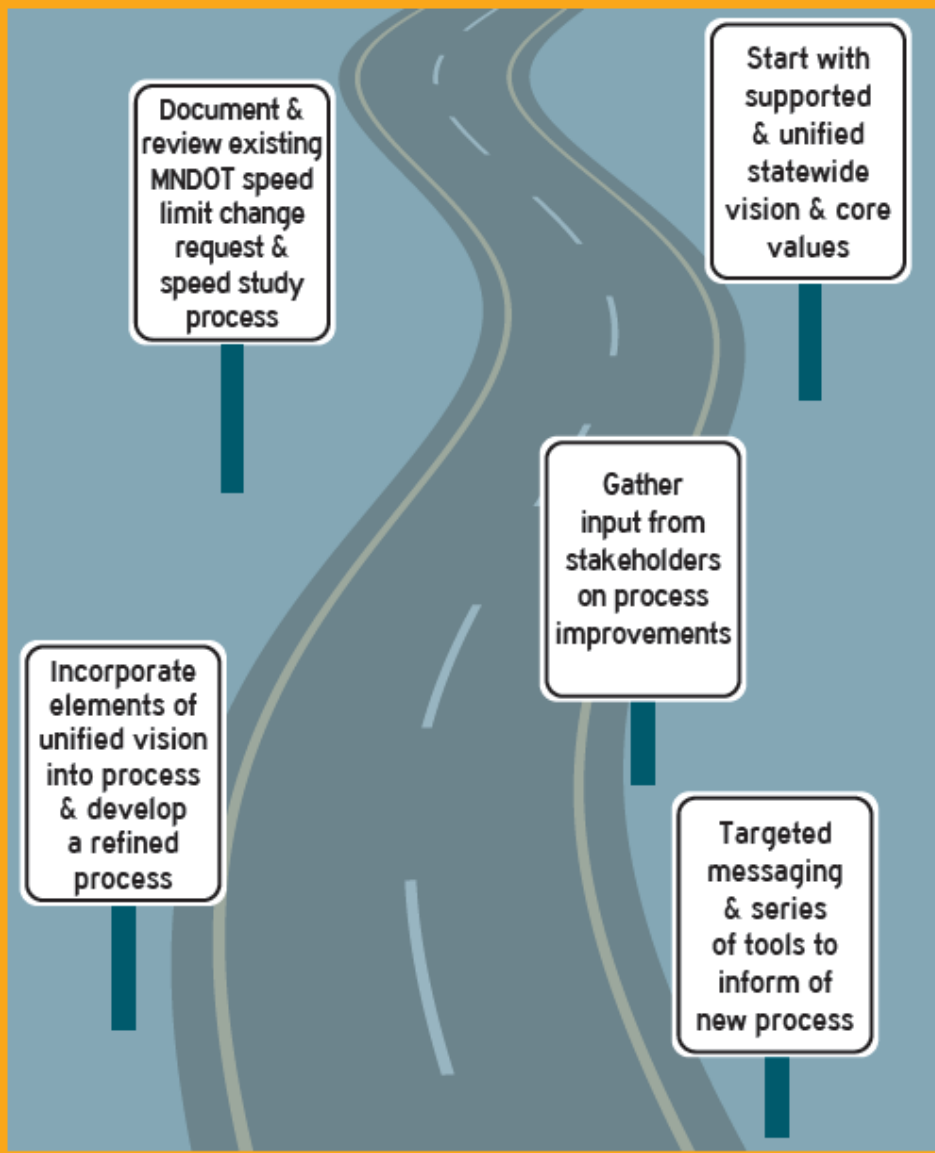 Start with
supported
& unified
statewide
vision & core
values
Document &
review existing
MNDOT speed
limit change
request &
speed study
process
Gather
input from
stakeholders
on process
improvements
Incorporate
elements of
unified vision
into process
& develop
a refined
process
Targeted
messaging
& series
of tools to
inform of
new process